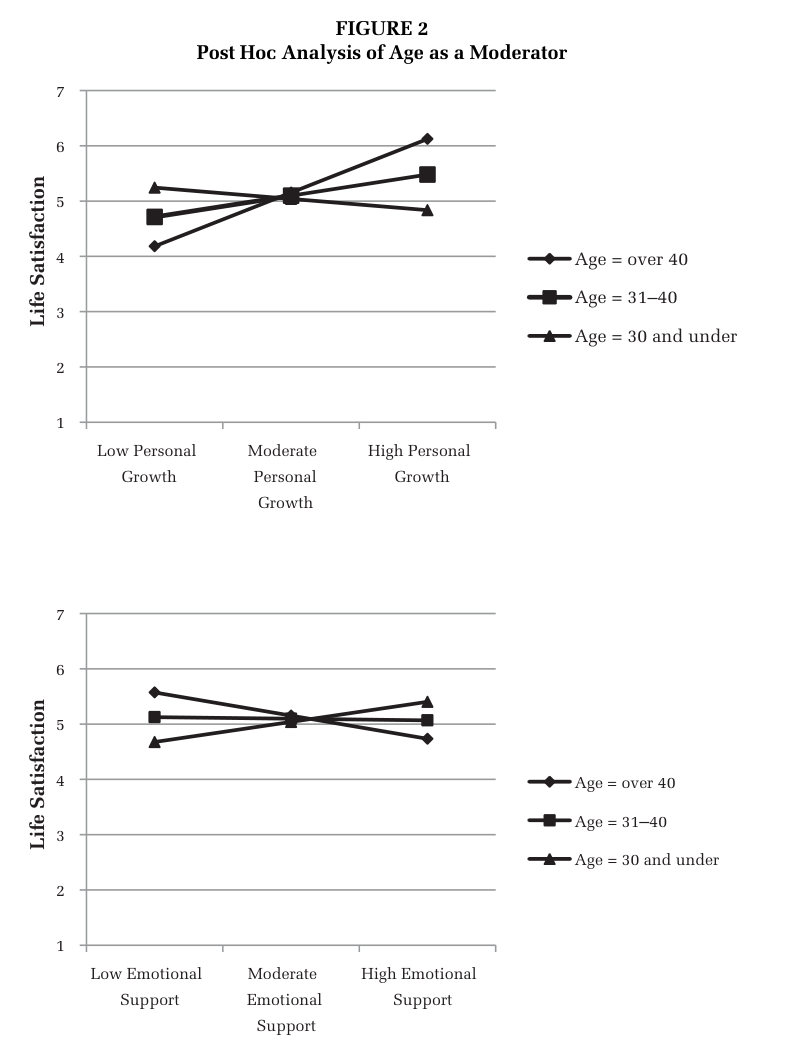 FIGURE 2
Post Hoc Analysis of Age as a Moderator
7
6
5
4
3
2
1
Life Satisfaction
Low Personal
Growth
Moderate
Personal
Growth
High Personal
Growth
Age = over 40
Age = 31–40
Age = 30 and under
7
6
5
4
3
2
1
Life Satisfaction
Low Emotional
Support
Moderate
Emotional
Support
High Emotional
Support
Age = over 40
Age = 31–40
Age = 30 and under